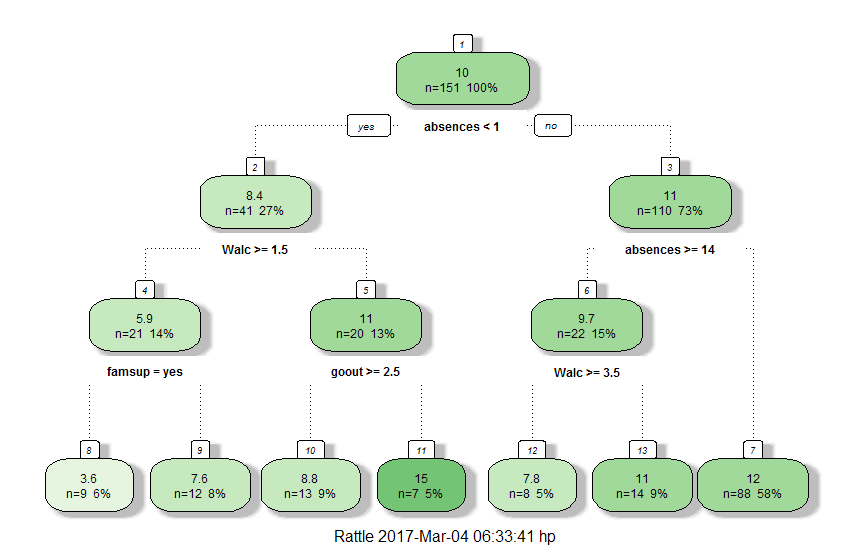 1
10
n=151 100%
yes absences < 1 no
2
8.4
n=41 27%
3
11
n=110 73%
Walc >= 1.5
absences >= 14
4
5.9
n=21 14%
5
11
n=20 13%
6
9.7
n=22 15%
famsup = yes
goout >= 2.5
Walc >= 3.5
8
3.6
n=9 6%
9
7.6
n=12 8%
10
8.8
n=13 9%
11
15
n=7 5%
12
7.8
n=8 5%
13
11
n=14 9%
7
12
n=88 58%
Rattle 2017-Mar-04 06:33:41 hp